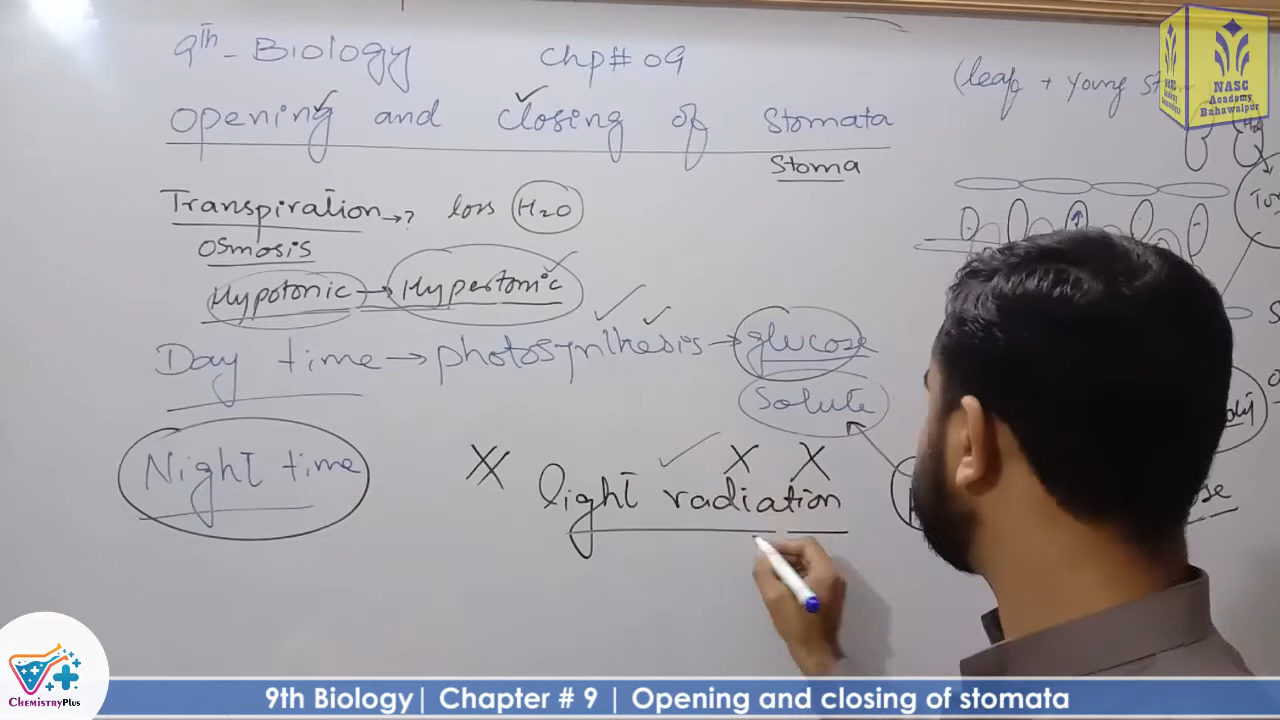 9th - Biology Chp# 09
opening and closing of stomata
Stoma
(leaf + young
NASC
Academy
Bahawalpur
Transpiration → ? loss H2O
Osmosis
Hypotonic → Hypertonic
Day time → photosynthesis → glucose
Solute
Night time
light radiation
ChemistryPlus
9th Biology| Chapter # 9 | Opening and closing of stomata